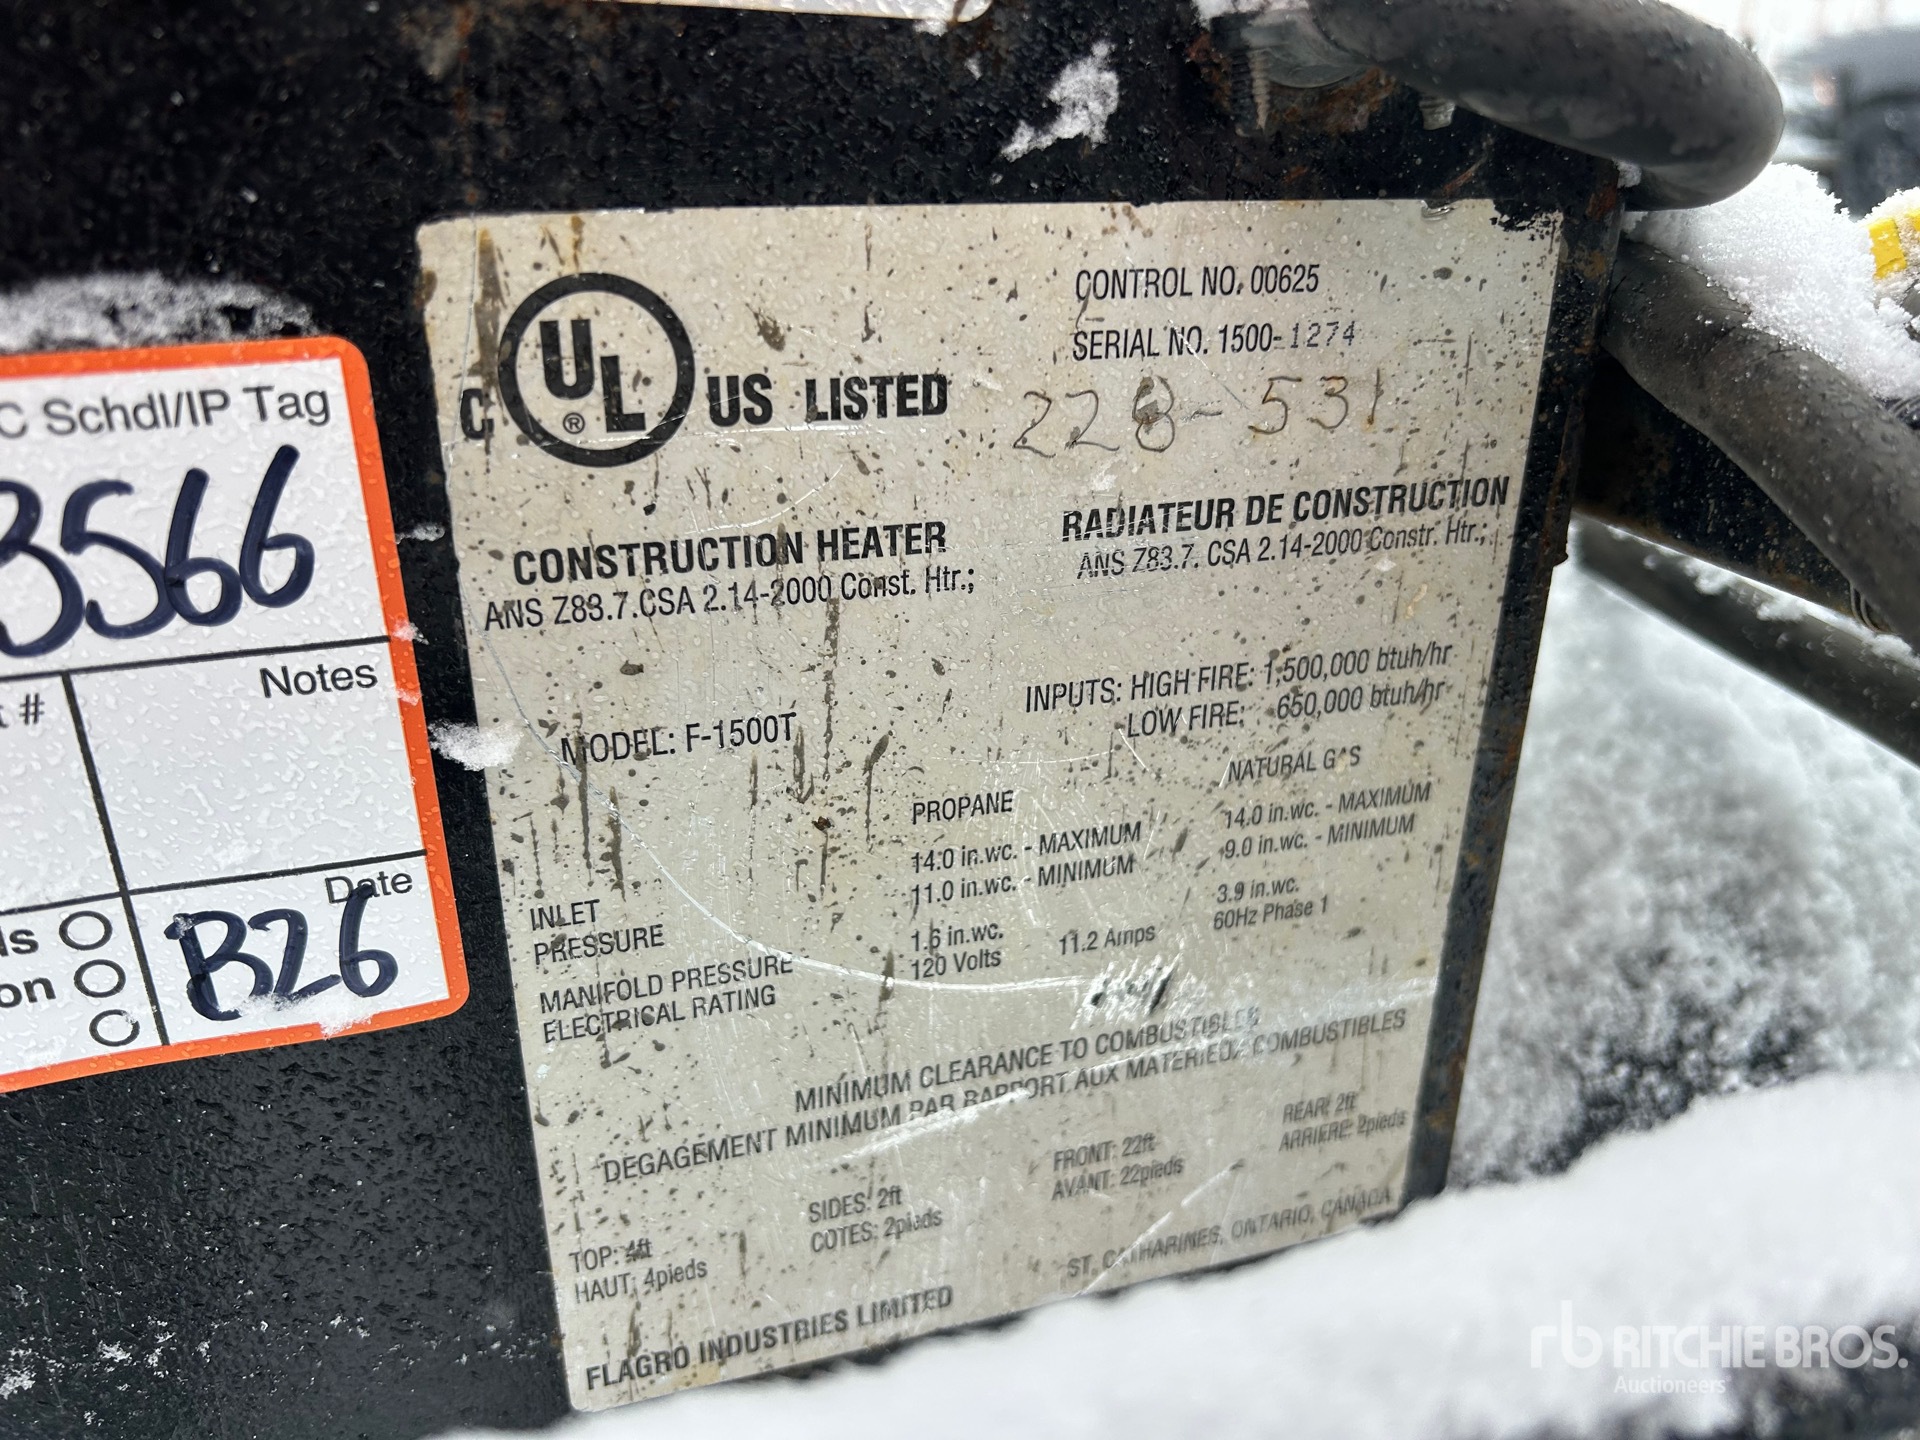 C Schdl/IP Tag
3566
t #
Notes
Date
ls
on
B26
C UL ® US LISTED
CONTROL NO. 00625
SERIAL NO. 1500-1274
228-531
CONSTRUCTION HEATER
ANS Z83.7.CSA 2.14-2000 Const. Htr.;
RADIATEUR DE CONSTRUCTION
ANS Z83.7. CSA 2.14-2000 Constr. Htr.;
MODEL: F-1500T
INPUTS: HIGH FIRE: 1,500,000 btuh/hr
LOW FIRE: 650,000 btuh/hr
PROPANE
NATURAL GAS
INLET
PRESSURE
14.0 in.wc. - MAXIMUM
11.0 in.wc. - MINIMUM
14.0 in.wc. - MAXIMUM
9.0 in.wc. - MINIMUM
MANIFOLD PRESSURE
1.6 in.wc.
3.9 in.wc.
ELECTRICAL RATING
120 Volts
11.2 Amps
60Hz Phase 1
MINIMUM CLEARANCE TO COMBUSTIBLES
DEGAGEMENT MINIMUM PAR RAPPORT AUX MATERIEUX COMBUSTIBLES
TOP: 4ft
HAUT: 4pieds
SIDES: 2ft
COTES: 2pieds
FRONT: 22ft
AVANT: 22pieds
REAR: 2ft
ARRIERE: 2pieds
FLAGRO INDUSTRIES LIMITED
ST. CATHARINES, ONTARIO, CANADA
rb RITCHIE BROS.
Auctioneers